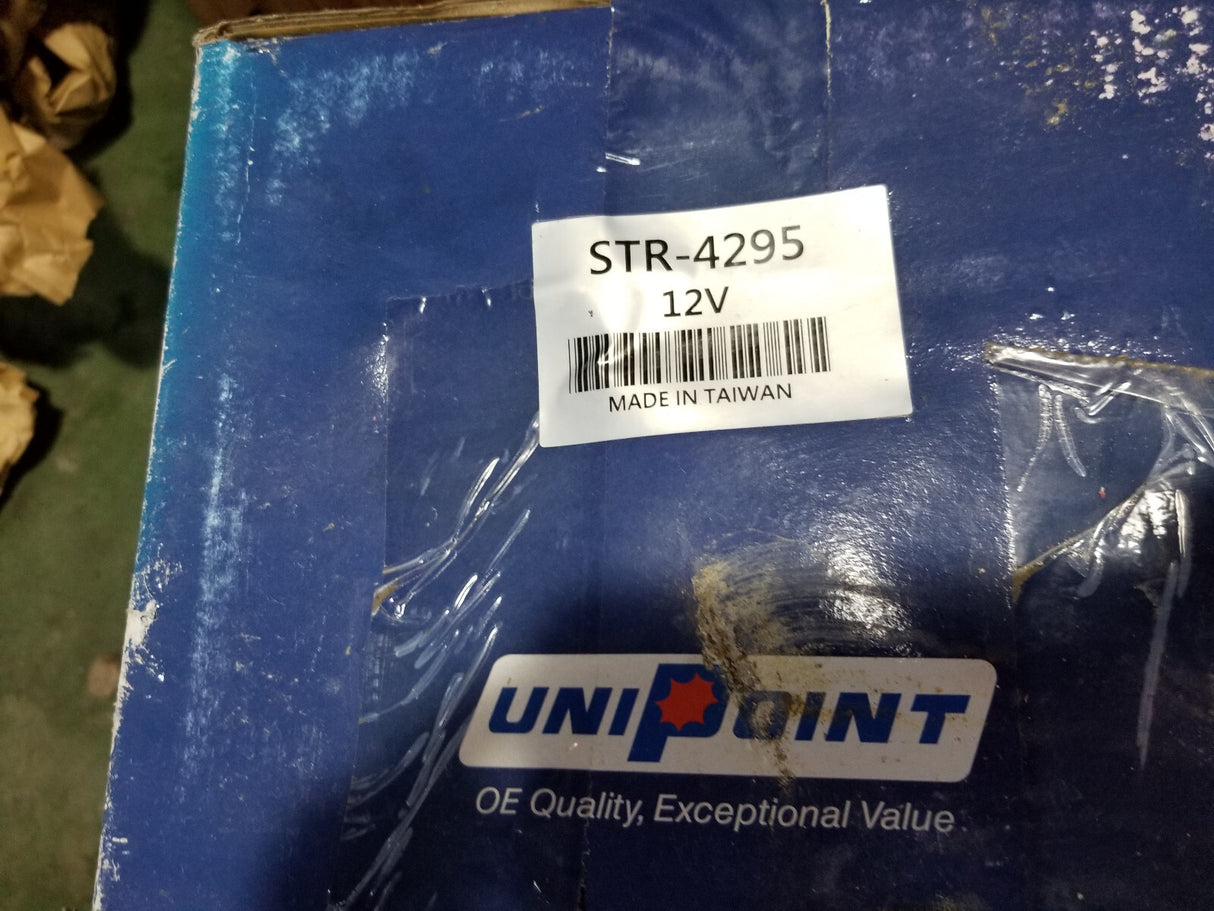 STR-4295
12V
MADE IN TAIWAN
UNIPOINT
OE Quality, Exceptional Value